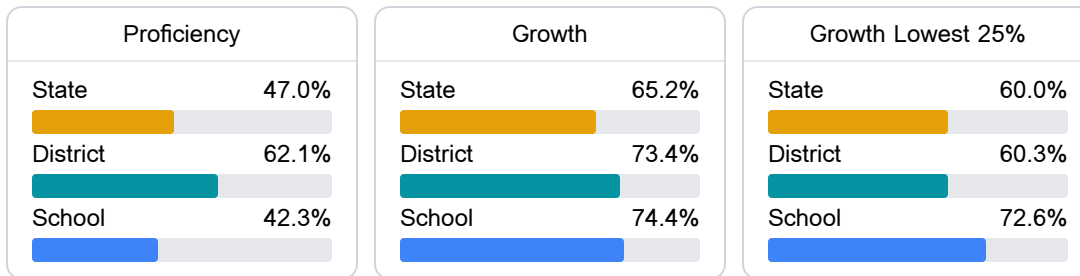 Proficiency
State 47.0%
District 62.1%
School 42.3%
Growth
State 65.2%
District 73.4%
School 74.4%
Growth Lowest 25%
State 60.0%
District 60.3%
School 72.6%